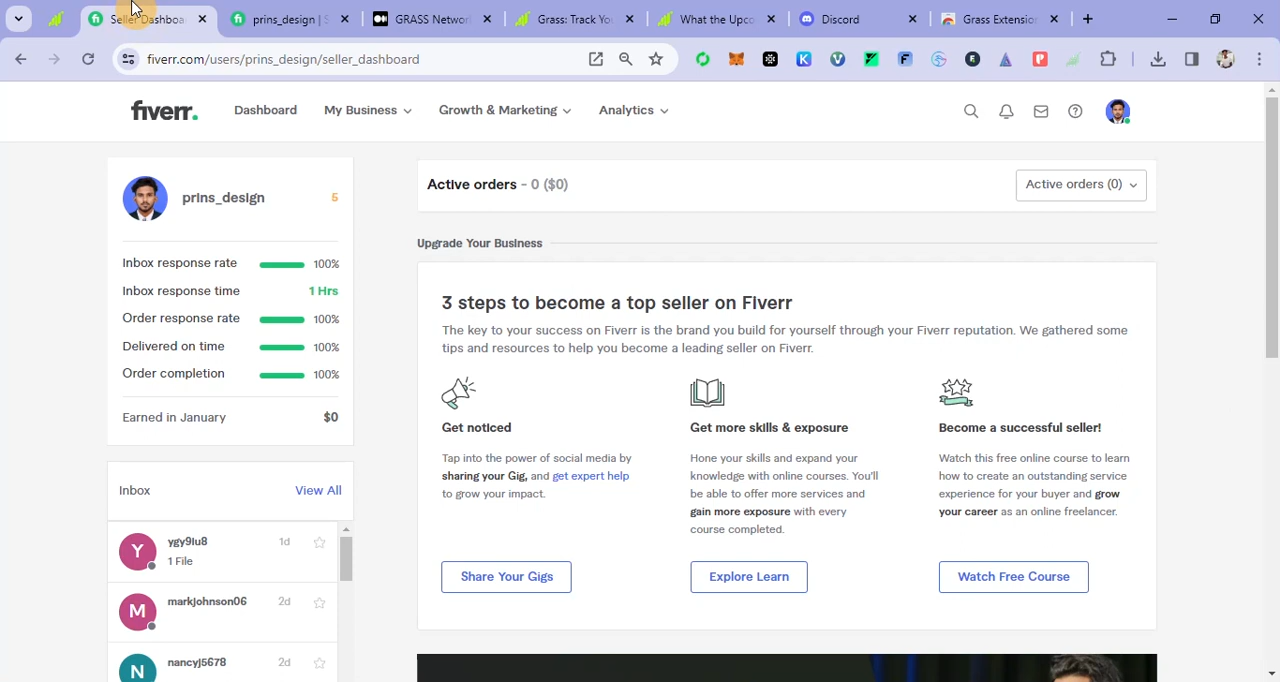 Seller Dashboa
prins_design | S
GRASS Networ
Grass: Track Yo
What the Upco
Discord
Grass Extensio
fiverr.com/users/prins_design/seller_dashboard
fiverr.
Dashboard
My Business
Growth & Marketing
Analytics
prins_design
5
Inbox response rate
100%
Inbox response time
1 Hrs
Order response rate
100%
Delivered on time
100%
Order completion
100%
Earned in January
$0
Inbox
View All
Y
ygy9iu8
1d
1 File
M
markjohnson06
2d
N
nancyj5678
2d
Active orders - 0 ($0)
Active orders (0)
Upgrade Your Business
3 steps to become a top seller on Fiverr
The key to your success on Fiverr is the brand you build for yourself through your Fiverr reputation. We gathered some
tips and resources to help you become a leading seller on Fiverr.
Get noticed
Tap into the power of social media by
sharing your Gig, and get expert help
to grow your impact.
Share Your Gigs
Get more skills & exposure
Hone your skills and expand your
knowledge with online courses. You'll
be able to offer more services and
gain more exposure with every
course completed.
Explore Learn
Become a successful seller!
Watch this free online course to learn
how to create an outstanding service
experience for your buyer and grow
your career as an online freelancer.
Watch Free Course